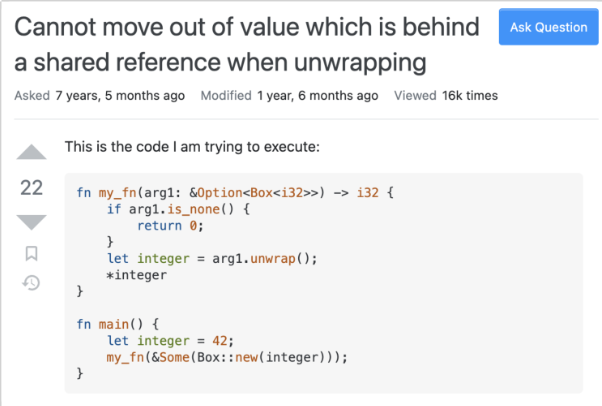 Cannot move out of value which is behind
a shared reference when unwrapping
Ask Question
Asked 7 years, 5 months ago Modified 1 year, 6 months ago Viewed 16k times
This is the code I am trying to execute:
22
fn my_fn(arg1: &Option<Box<i32>>) -> i32 {
    if arg1.is_none() {
        return 0;
    }
    let integer = arg1.unwrap();
    *integer
}
fn main() {
    let integer = 42;
    my_fn(&Some(Box::new(integer)));
}